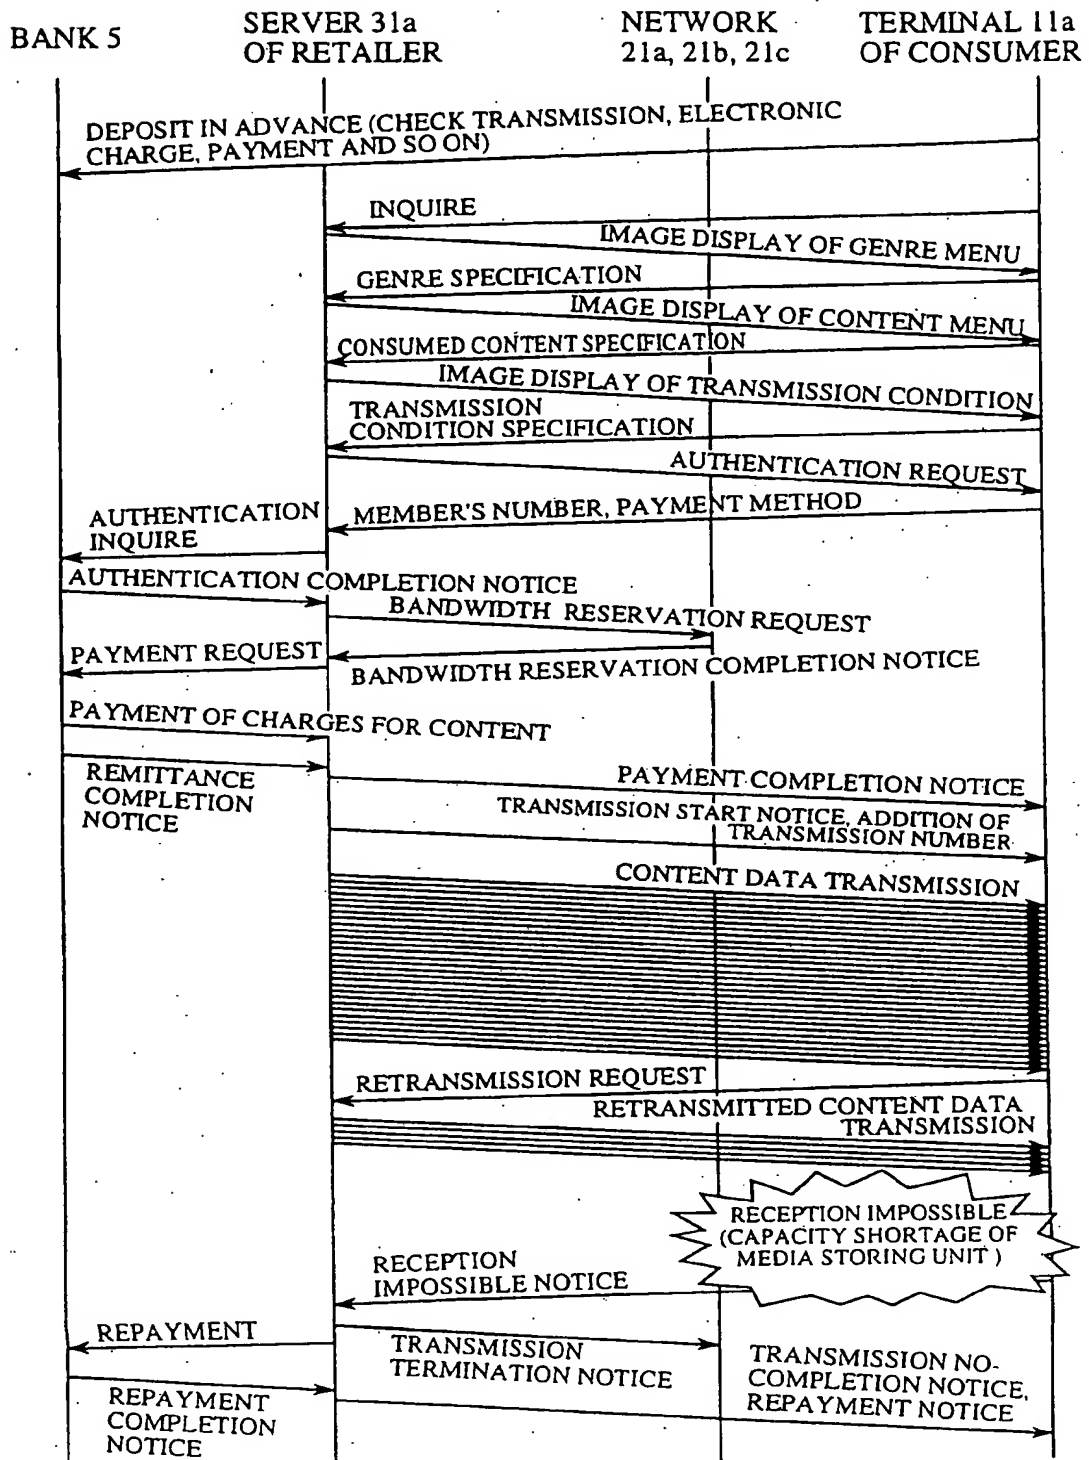 BANK 5
SERVER 31a
OF RETAILER
NETWORK
21a, 21b, 21c
TERMINAL 11a
OF CONSUMER
DEPOSIT IN ADVANCE (CHECK TRANSMISSION, ELECTRONIC
CHARGE, PAYMENT AND SO ON)
INQUIRE
IMAGE DISPLAY OF GENRE MENU
GENRE SPECIFICATION
IMAGE DISPLAY OF CONTENT MENU
CONSUMED CONTENT SPECIFICATION
IMAGE DISPLAY OF TRANSMISSION CONDITION
TRANSMISSION
CONDITION SPECIFICATION
AUTHENTICATION REQUEST
MEMBER'S NUMBER, PAYMENT METHOD
AUTHENTICATION
INQUIRE
AUTHENTICATION COMPLETION NOTICE
BANDWIDTH RESERVATION REQUEST
PAYMENT REQUEST
BANDWIDTH RESERVATION COMPLETION NOTICE
PAYMENT OF CHARGES FOR CONTENT
REMITTANCE
COMPLETION
NOTICE
PAYMENT COMPLETION NOTICE
TRANSMISSION START NOTICE, ADDITION OF
TRANSMISSION NUMBER
CONTENT DATA TRANSMISSION
RETRANSMISSION REQUEST
RETRANSMITTED CONTENT DATA
TRANSMISSION
RECEPTION IMPOSSIBLE
(CAPACITY SHORTAGE OF
MEDIA STORING UNIT )
RECEPTION
IMPOSSIBLE NOTICE
REPAYMENT
TRANSMISSION
TERMINATION NOTICE
TRANSMISSION NO-
COMPLETION NOTICE,
REPAYMENT NOTICE
REPAYMENT
COMPLETION
NOTICE